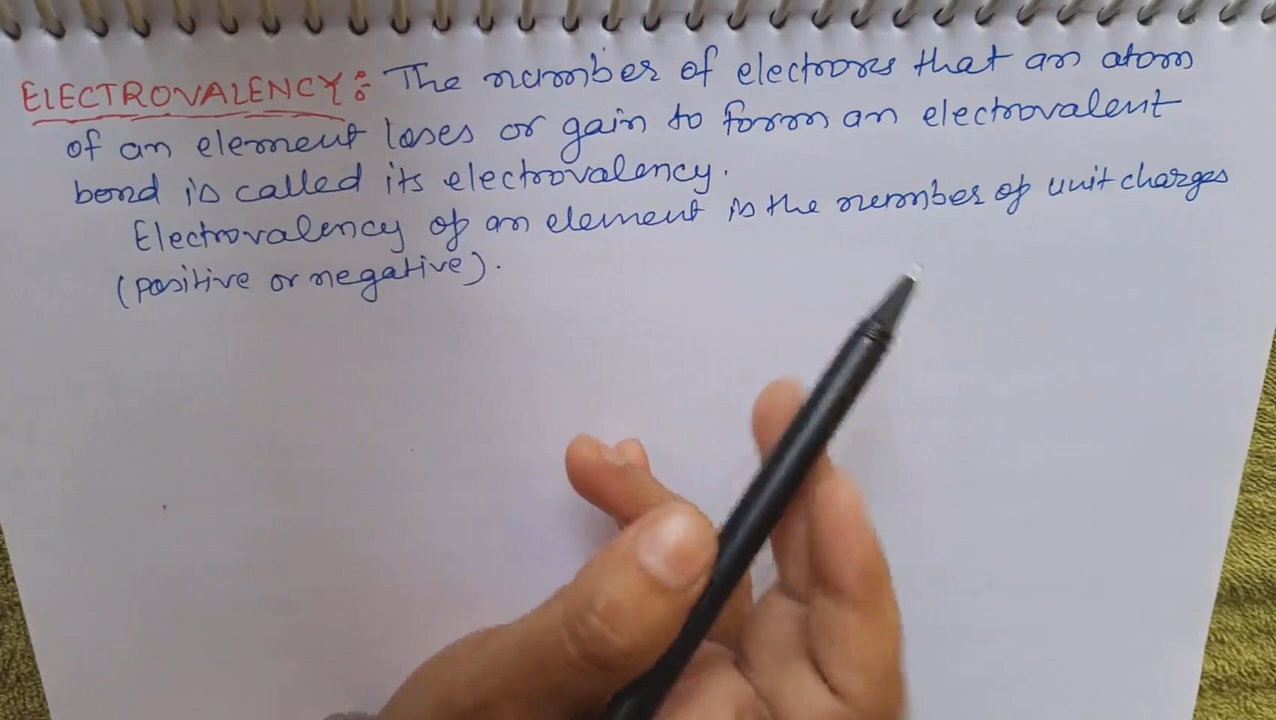 ELECTROVALENCY: The number of electrons that an atom
of an element loses or gain to form an electrovalent
bond is called its electrovalency.
Electrovalency of an element is the number of unit charges
(positive or negative).